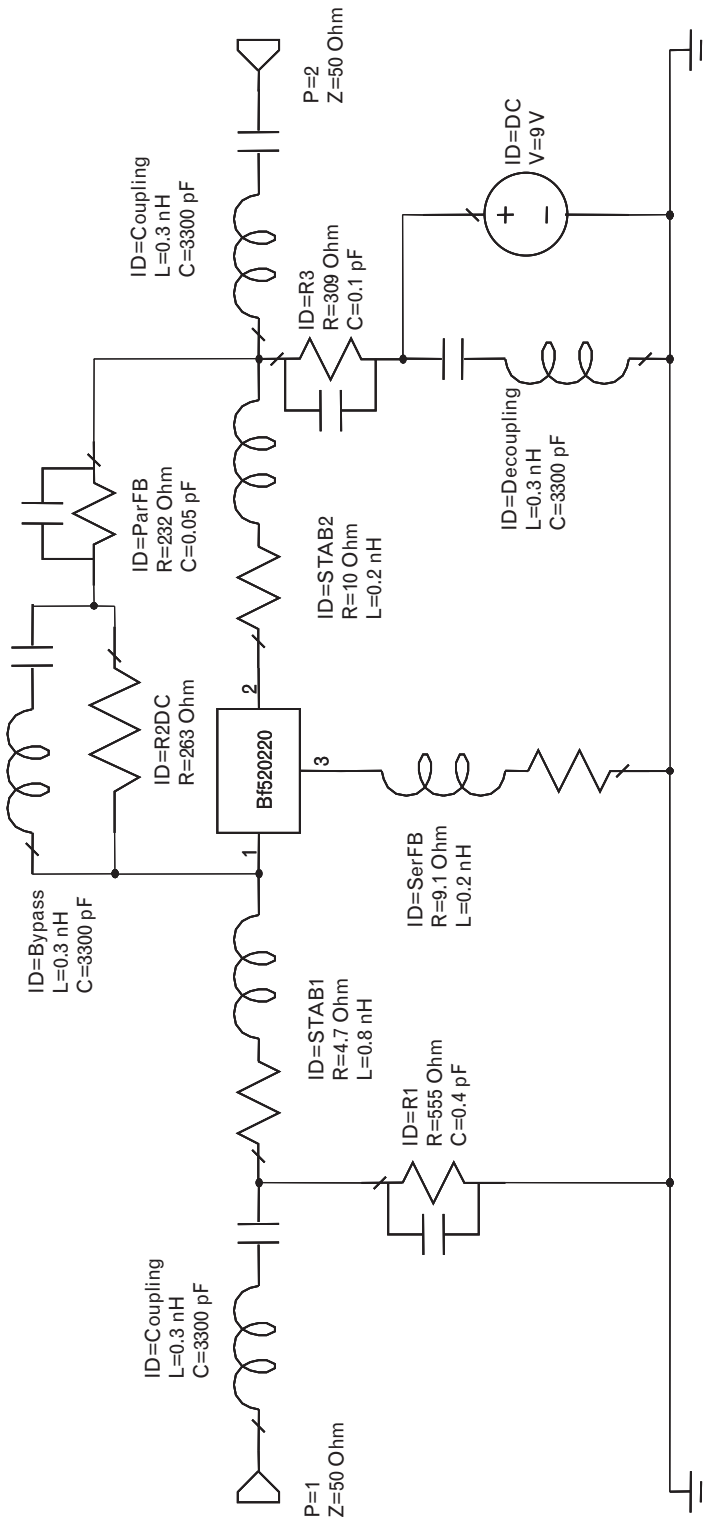 P=1
Z=50 Ohm
ID=Coupling
L=0.3 nH
C=3300 pF
ID=R1
R=555 Ohm
C=0.4 pF
ID=STAB1
R=4.7 Ohm
L=0.8 nH
ID=Bypass
L=0.3 nH
C=3300 pF
ID=R2DC
R=263 Ohm
ID=ParFB
R=232 Ohm
C=0.05 pF
1
Bf520220
2
3
ID=SerFB
R=9.1 Ohm
L=0.2 nH
ID=STAB2
R=10 Ohm
L=0.2 nH
ID=Coupling
L=0.3 nH
C=3300 pF
ID=R3
R=309 Ohm
C=0.1 pF
ID=Decoupling
L=0.3 nH
C=3300 pF
ID=DC
V=9V
+
−
P=2
Z=50 Ohm